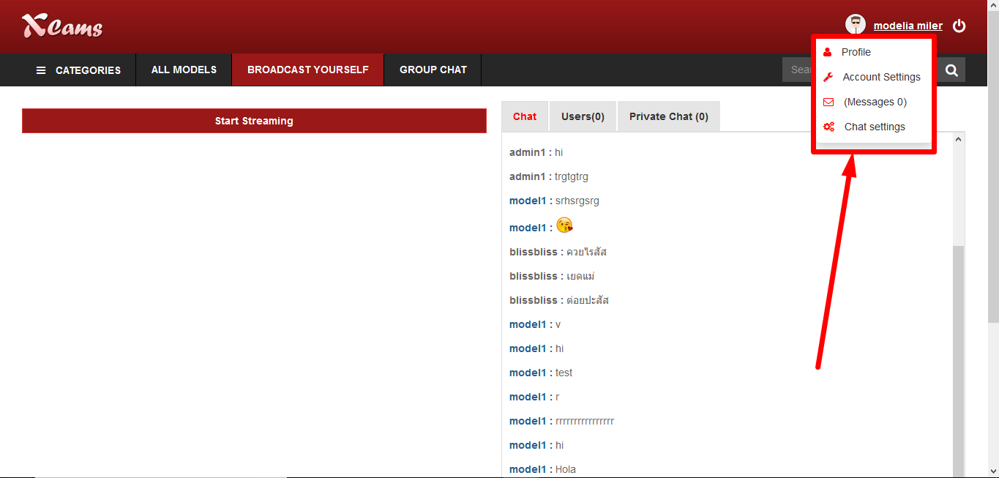 XCams
modelia miler
CATEGORIES
ALL MODELS
BROADCAST YOURSELF
GROUP CHAT
Sear
Profile
Account Settings
(Messages 0)
Chat settings
Start Streaming
Chat
Users(0)
Private Chat (0)
admin1 : hi
admin1 : trgtgtrg
model1 : srhsrgsrg
model1 :
blissbliss : ควยไรสัส
blissbliss : เยดแม่
blissbliss : ต่อยปะสัส
model1 : v
model1 : hi
model1 : test
model1 : r
model1 : rrrrrrrrrrrrrrrr
model1 : hi
model1 : Hola